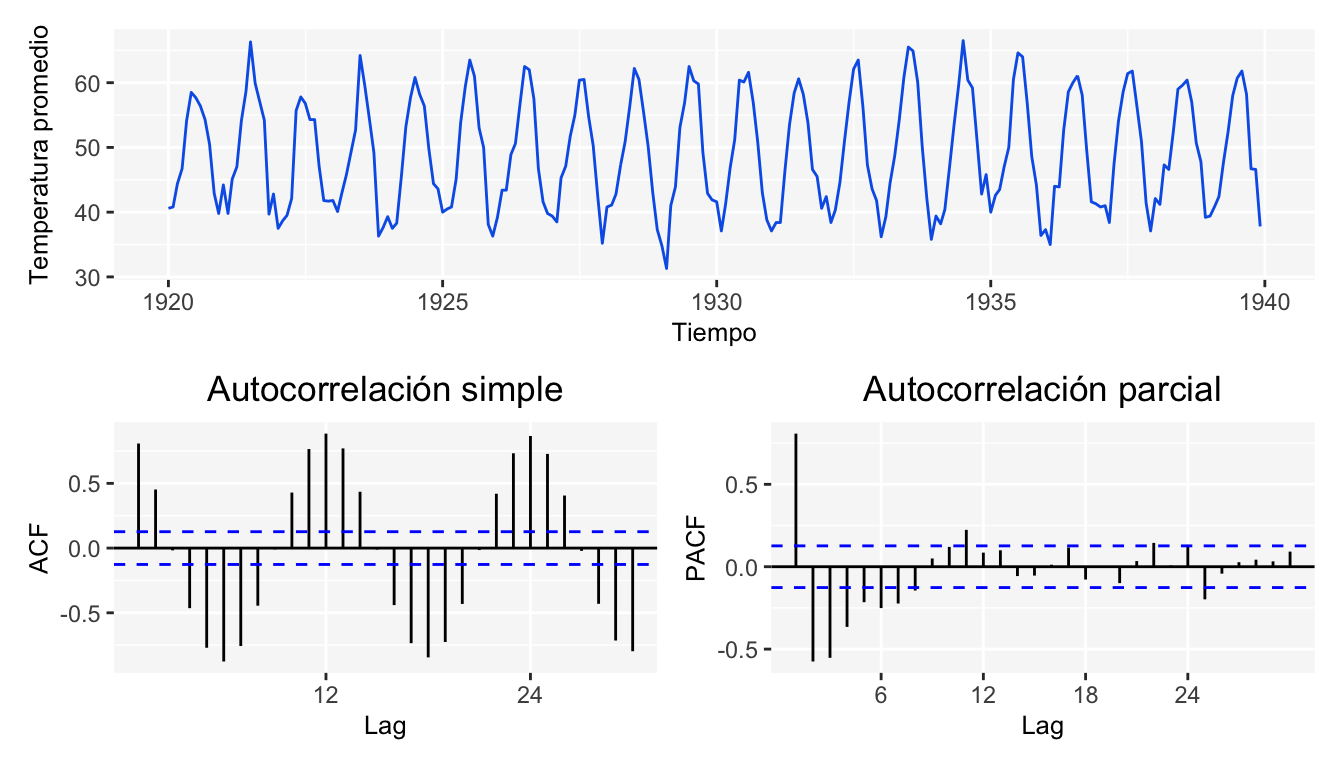 Temperatura promedio
60
50
40
30
1920 1925 1930 1935 1940
Tiempo
Autocorrelación simple
ACF
0.5
0.0
-0.5
12 24
Lag
Autocorrelación parcial
PACF
0.5
0.0
-0.5
6 12 18 24
Lag